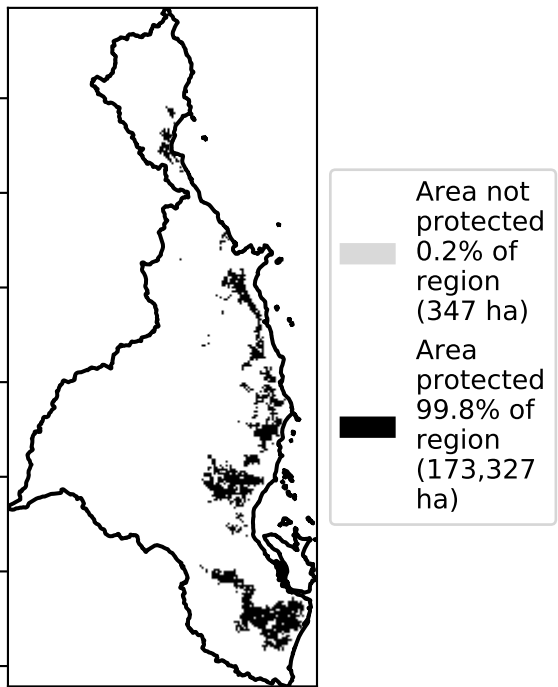 Area not
protected
0.2% of
region
(347 ha)
Area
protected
99.8% of
region
(173,327
ha)